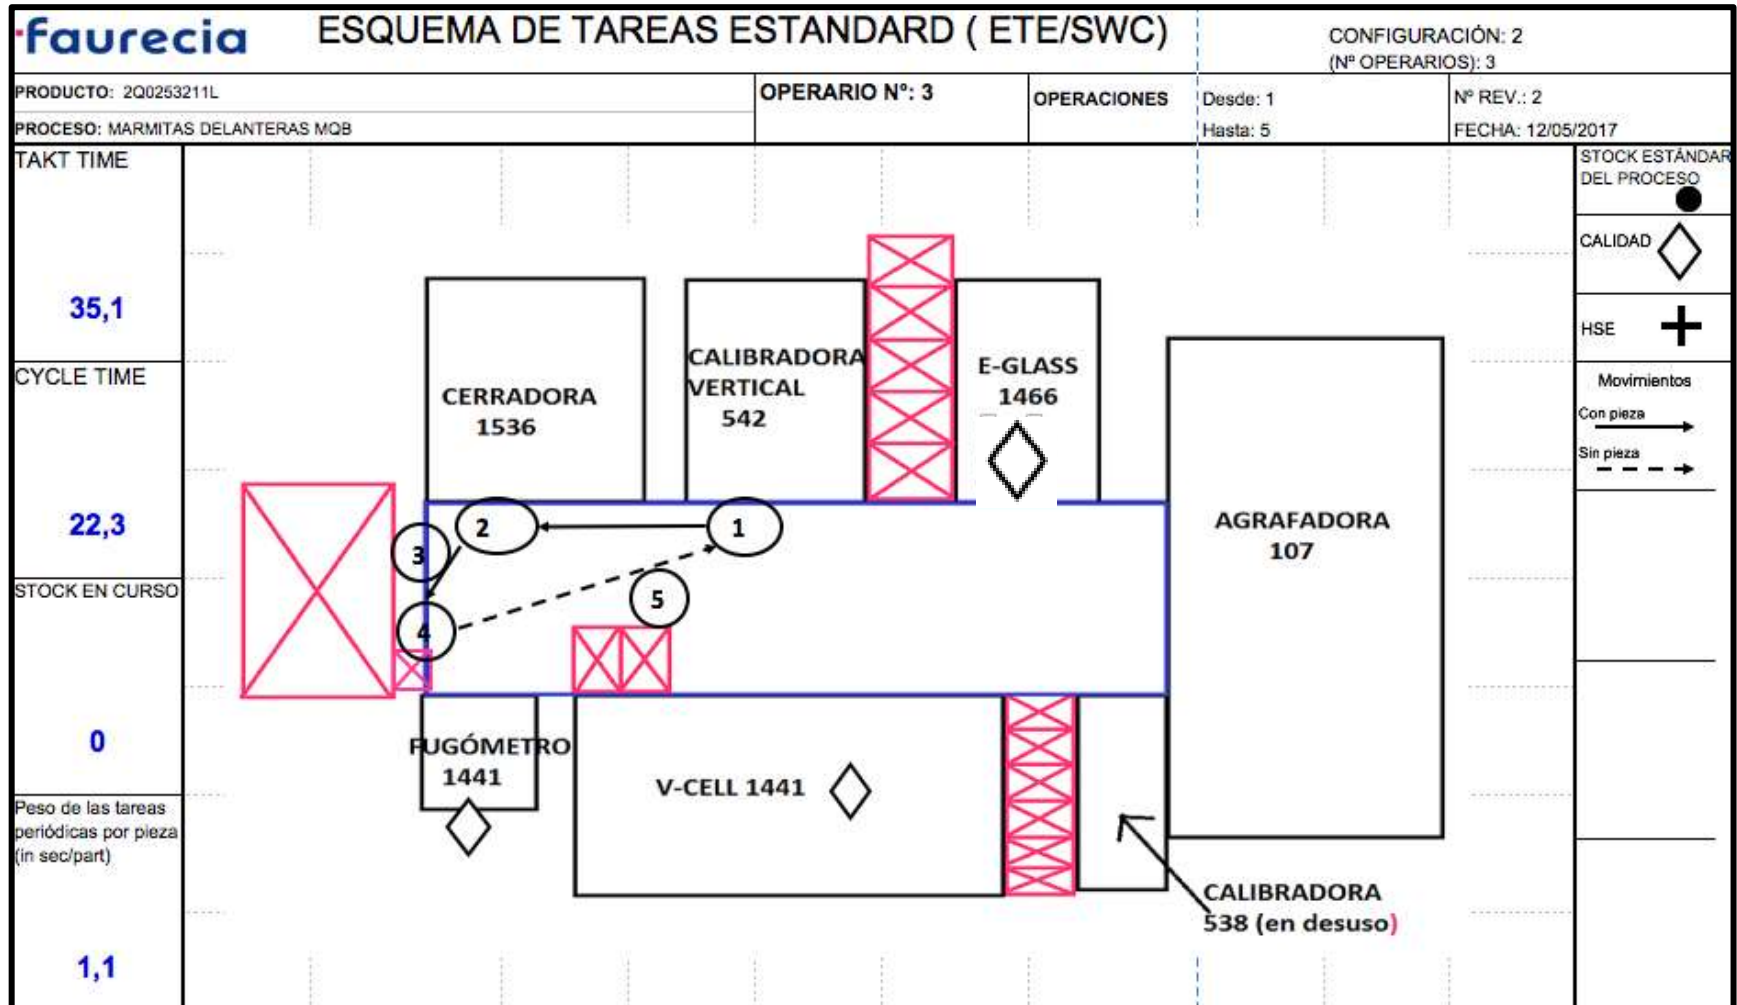 faurecia
ESQUEMA DE TAREAS ESTANDARD ( ETE/SWC)
CONFIGURACIÓN: 2
(Nº OPERARIOS): 3
PRODUCTO: 2Q0253211L
PROCESO: MARMITAS DELANTERAS MQB
OPERARIO Nº: 3
OPERACIONES
Desde: 1
Hasta: 5
Nº REV.: 2
FECHA: 12/05/2017
TAKT TIME
35,1
CYCLE TIME
22,3
STOCK EN CURSO
0
Peso de las tareas
periódicas por pieza
(in sec/part)
1,1
CERRADORA
1536
CALIBRADORA
VERTICAL
542
E-GLASS
1466
AGRAFADORA
107
2
1
3
5
4
FUGÓMETRO
1441
V-CELL 1441
CALIBRADORA
538 (en desuso)
STOCK ESTÁNDAR
DEL PROCESO
CALIDAD
HSE
Movimientos
Con pieza
Sin pieza